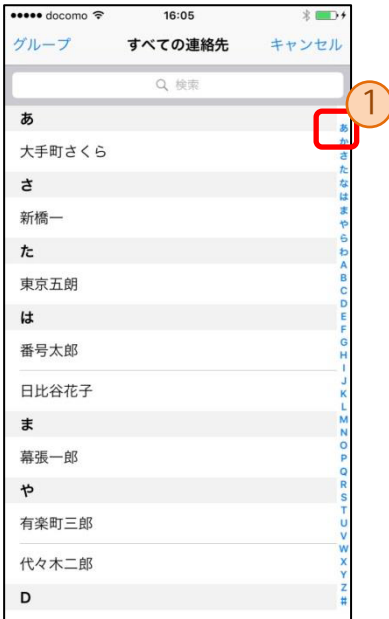 docomo 16:05
グループ すべての連絡先 キャンセル
検索
1
あ
大手町さくら
さ
新橋一
た
東京五朗
は
番号太郎
日比谷花子
ま
幕張一郎
や
有楽町三郎
代々木二郎
D
あ
か
さ
た
な
は
ま
や
ら
わ
A
B
C
D
E
F
G
H
I
J
K
L
M
N
O
P
Q
R
S
T
U
V
W
X
Y
Z
#